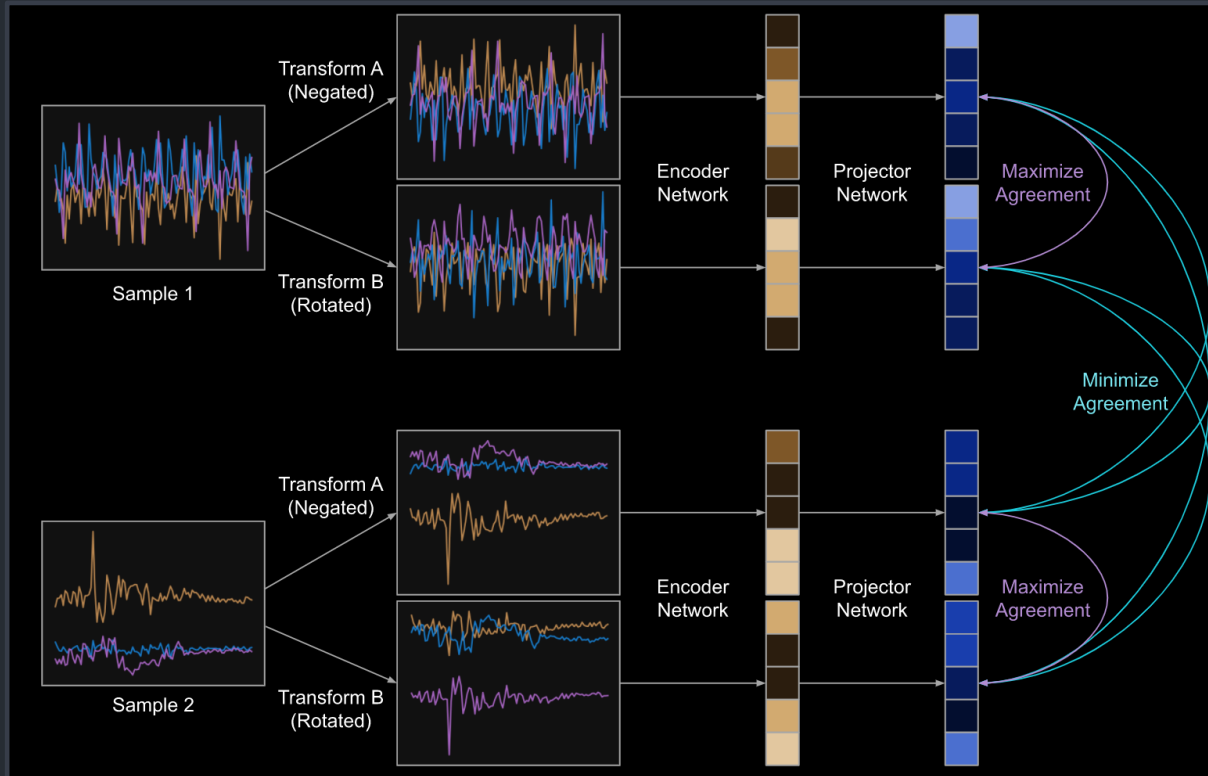 Transform A
(Negated)
Sample 1
Transform B
(Rotated)
Encoder
Network
Projector
Network
Maximize
Agreement
Minimize
Agreement
Transform A
(Negated)
Sample 2
Transform B
(Rotated)
Encoder
Network
Projector
Network
Maximize
Agreement